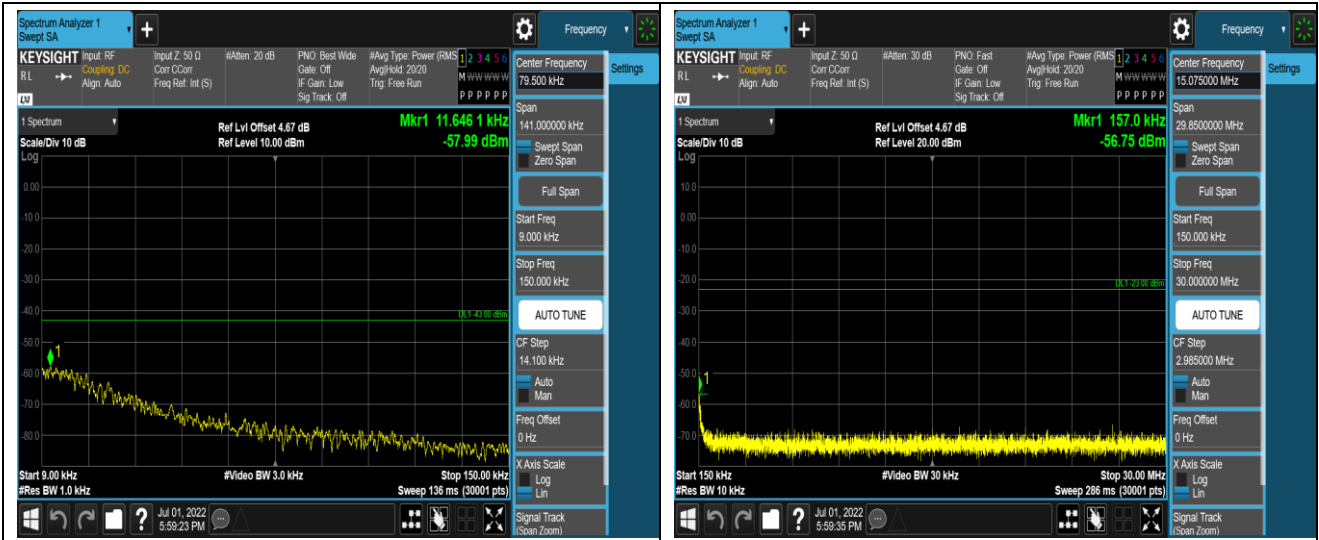 Spectrum Analyzer 1
Swept SA
+
Frequency
KEYSIGHT
RL
LXI
Input: RF
Coupling: DC
Align: Auto
Input Z: 50 Ω
Corr CCorr
Freq Ref: Int (S)
#Atten: 20 dB
PNO: Best Wide
Gate: Off
IF Gain: Low
Sig Track: Off
#Avg Type: Power (RMS
Avg|Hold: 20/20
Trig: Free Run
1 2 3 4 5 6
M W W W W W
P P P P P P
1 Spectrum
Scale/Div 10 dB
Log
Ref Lvl Offset 4.67 dB
Ref Level 10.00 dBm
Mkr1 11.646 1 kHz
-57.99 dBm
0.00
-10.0
-20.0
-30.0
-40.0
-50.0
-60.0
-70.0
-80.0
DL1 -43.00 dBm
1
Start 9.00 kHz
#Res BW 1.0 kHz
#Video BW 3.0 kHz
Stop 150.00 kHz
Sweep 136 ms (30001 pts)
Jul 01, 2022
5:59:23 PM
Center Frequency
79.500 kHz
Settings
Span
141.000000 kHz
Swept Span
Zero Span
Full Span
Start Freq
9.000 kHz
Stop Freq
150.000 kHz
AUTO TUNE
CF Step
14.100 kHz
Auto
Man
Freq Offset
0 Hz
X Axis Scale
Log
Lin
Signal Track
(Span Zoom)
Spectrum Analyzer 1
Swept SA
+
Frequency
KEYSIGHT
RL
LXI
Input: RF
Coupling: DC
Align: Auto
Input Z: 50 Ω
Corr CCorr
Freq Ref: Int (S)
#Atten: 30 dB
PNO: Fast
Gate: Off
IF Gain: Low
Sig Track: Off
#Avg Type: Power (RMS
Avg|Hold: 20/20
Trig: Free Run
1 2 3 4 5 6
M W W W W W
P P P P P P
1 Spectrum
Scale/Div 10 dB
Log
Ref Lvl Offset 4.67 dB
Ref Level 20.00 dBm
Mkr1 157.0 kHz
-56.75 dBm
10.0
0.00
-10.0
-20.0
-30.0
-40.0
-50.0
-60.0
-70.0
DL1 -23.00 dBm
1
Start 150 kHz
#Res BW 10 kHz
#Video BW 30 kHz
Stop 30.00 MHz
Sweep 286 ms (30001 pts)
Jul 01, 2022
5:59:35 PM
Center Frequency
15.075000 MHz
Settings
Span
29.8500000 MHz
Swept Span
Zero Span
Full Span
Start Freq
150.000 kHz
Stop Freq
30.000000 MHz
AUTO TUNE
CF Step
2.985000 MHz
Auto
Man
Freq Offset
0 Hz
X Axis Scale
Log
Lin
Signal Track
(Span Zoom)